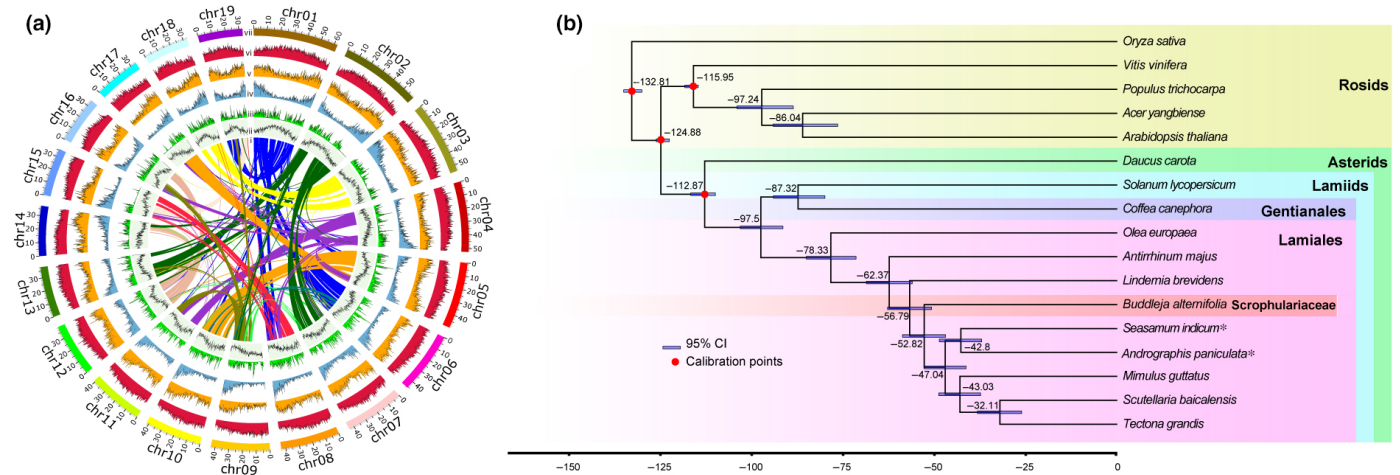 (a)
chr01
chr02
chr03
chr04
chr05
chr06
chr07
chr08
chr09
chr10
chr11
chr12
chr13
chr14
chr15
chr16
chr17
chr18
chr19
vii
vi
v
iv
iii
ii
i
(b)
Oryza sativa
Vitis vinifera
Populus trichocarpa
Acer yangbiense
Arabidopsis thaliana
Daucus carota
Solanum lycopersicum
Coffea canephora
Olea europaea
Antirrhinum majus
Lindernia brevidens
Buddleja alternifolia
Seasamum indicum*
Andrographis paniculata*
Mimulus guttatus
Scutellaria baicalensis
Tectona grandis
Rosids
Asterids
Lamiids
Gentianales
Lamiales
Scrophulariaceae
−132.81
−115.95
−97.24
−86.04
−124.88
−112.87
−87.32
−97.5
−78.33
−62.37
−56.79
−52.82
−42.8
−47.04
−43.03
−32.11
95% CI
Calibration points
−150 −125 −100 −75 −50 −25 0